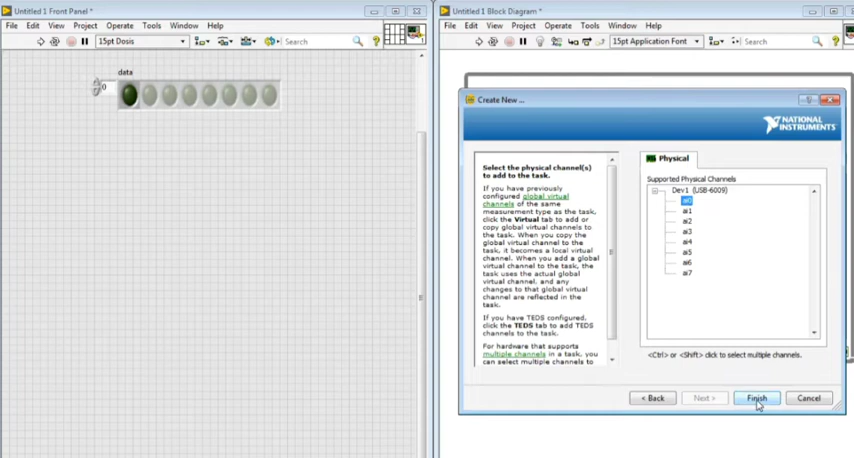 Untitled 1 Front Panel *
File Edit View Project Operate Tools Window Help
15pt Dosis
Search
data
0
Untitled 1 Block Diagram *
File Edit View Project Operate Tools Window Help
15pt Application Font
Search
Create New ...
NATIONAL
INSTRUMENTS
Select the physical channel(s)
to add to the task.
If you have previously
configured global virtual
channels of the same
measurement type as the task,
click the Virtual tab to add or
copy global virtual channels to
the task. When you copy the
global virtual channel to the
task, it becomes a local virtual
channel. When you add a global
virtual channel to the task, the
task uses the actual global
virtual channel, and any
changes to that global virtual
channel are reflected in the
task.
If you have TEDS configured,
click the TEDS tab to add TEDS
channels to the task.
For hardware that supports
multiple channels in a task, you
can select multiple channels to
Physical
Supported Physical Channels
Dev1 (USB-6009)
ai0
ai1
ai2
ai3
ai4
ai5
ai6
ai7
<Ctrl> or <Shift> click to select multiple channels.
< Back
Next >
Finish
Cancel